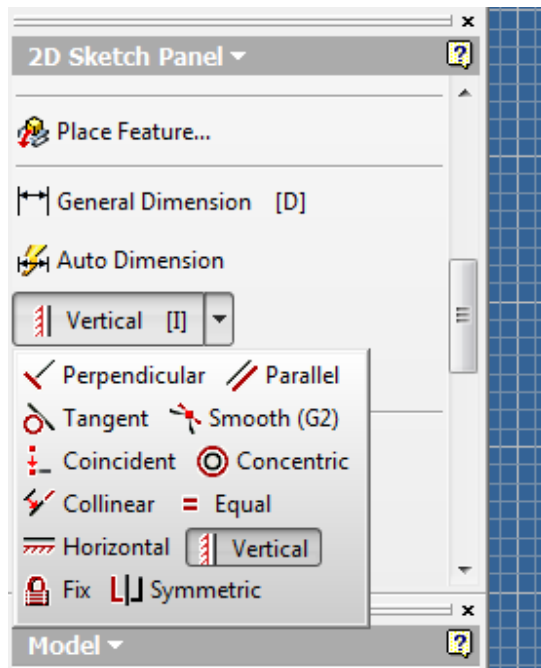 2D Sketch Panel
Place Feature...
General Dimension [D]
Auto Dimension
Vertical [I]
Perpendicular Parallel
Tangent Smooth (G2)
Coincident Concentric
Collinear = Equal
Horizontal Vertical
Fix Symmetric
Model